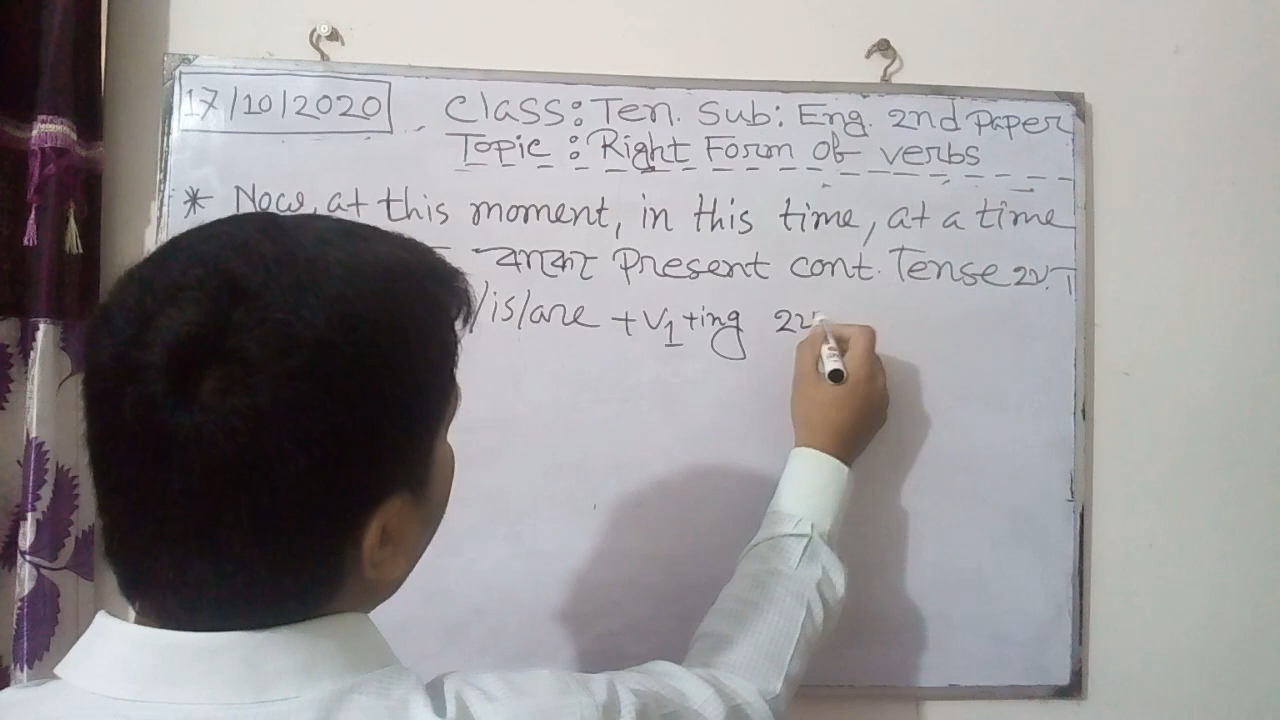 17/10/2020
Class: Ten. Sub: Eng. 2nd Paper
Topic: Right Form Of verbs
* Now, at this moment, in this time, at a time
Present cont. Tense হয়।
/is/are + V1 + ing